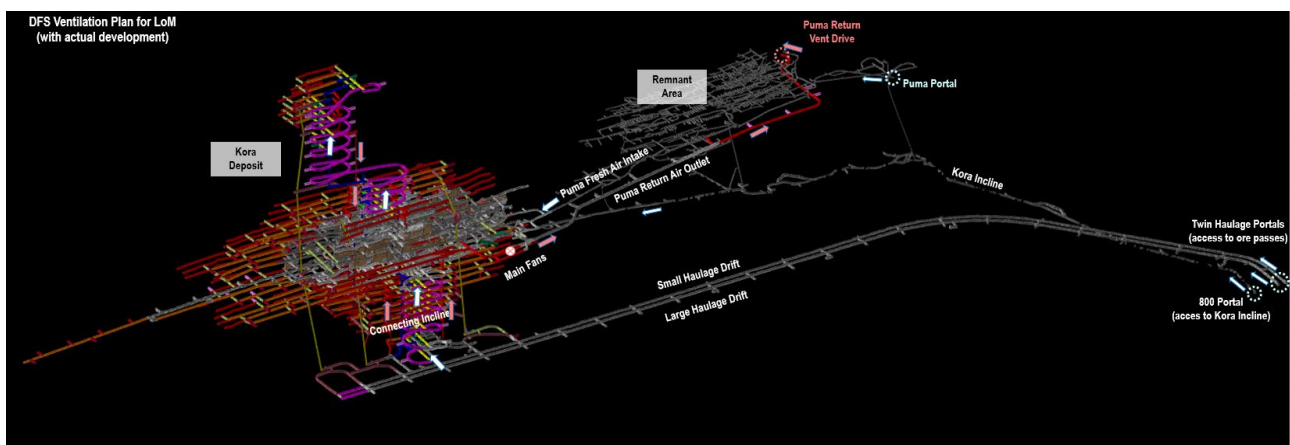 DFS Ventilation Plan for LoM
(with actual development)
Puma Return
Vent Drive
Remnant
Area
Puma Portal
Kora
Deposit
Puma Fresh Air Intake
Puma Return Air Outlet
Kora Incline
Main Fans
Twin Haulage Portals
(access to ore passes)
Small Haulage Drift
Large Haulage Drift
800 Portal
(acces to Kora Incline)
Connecting Incline